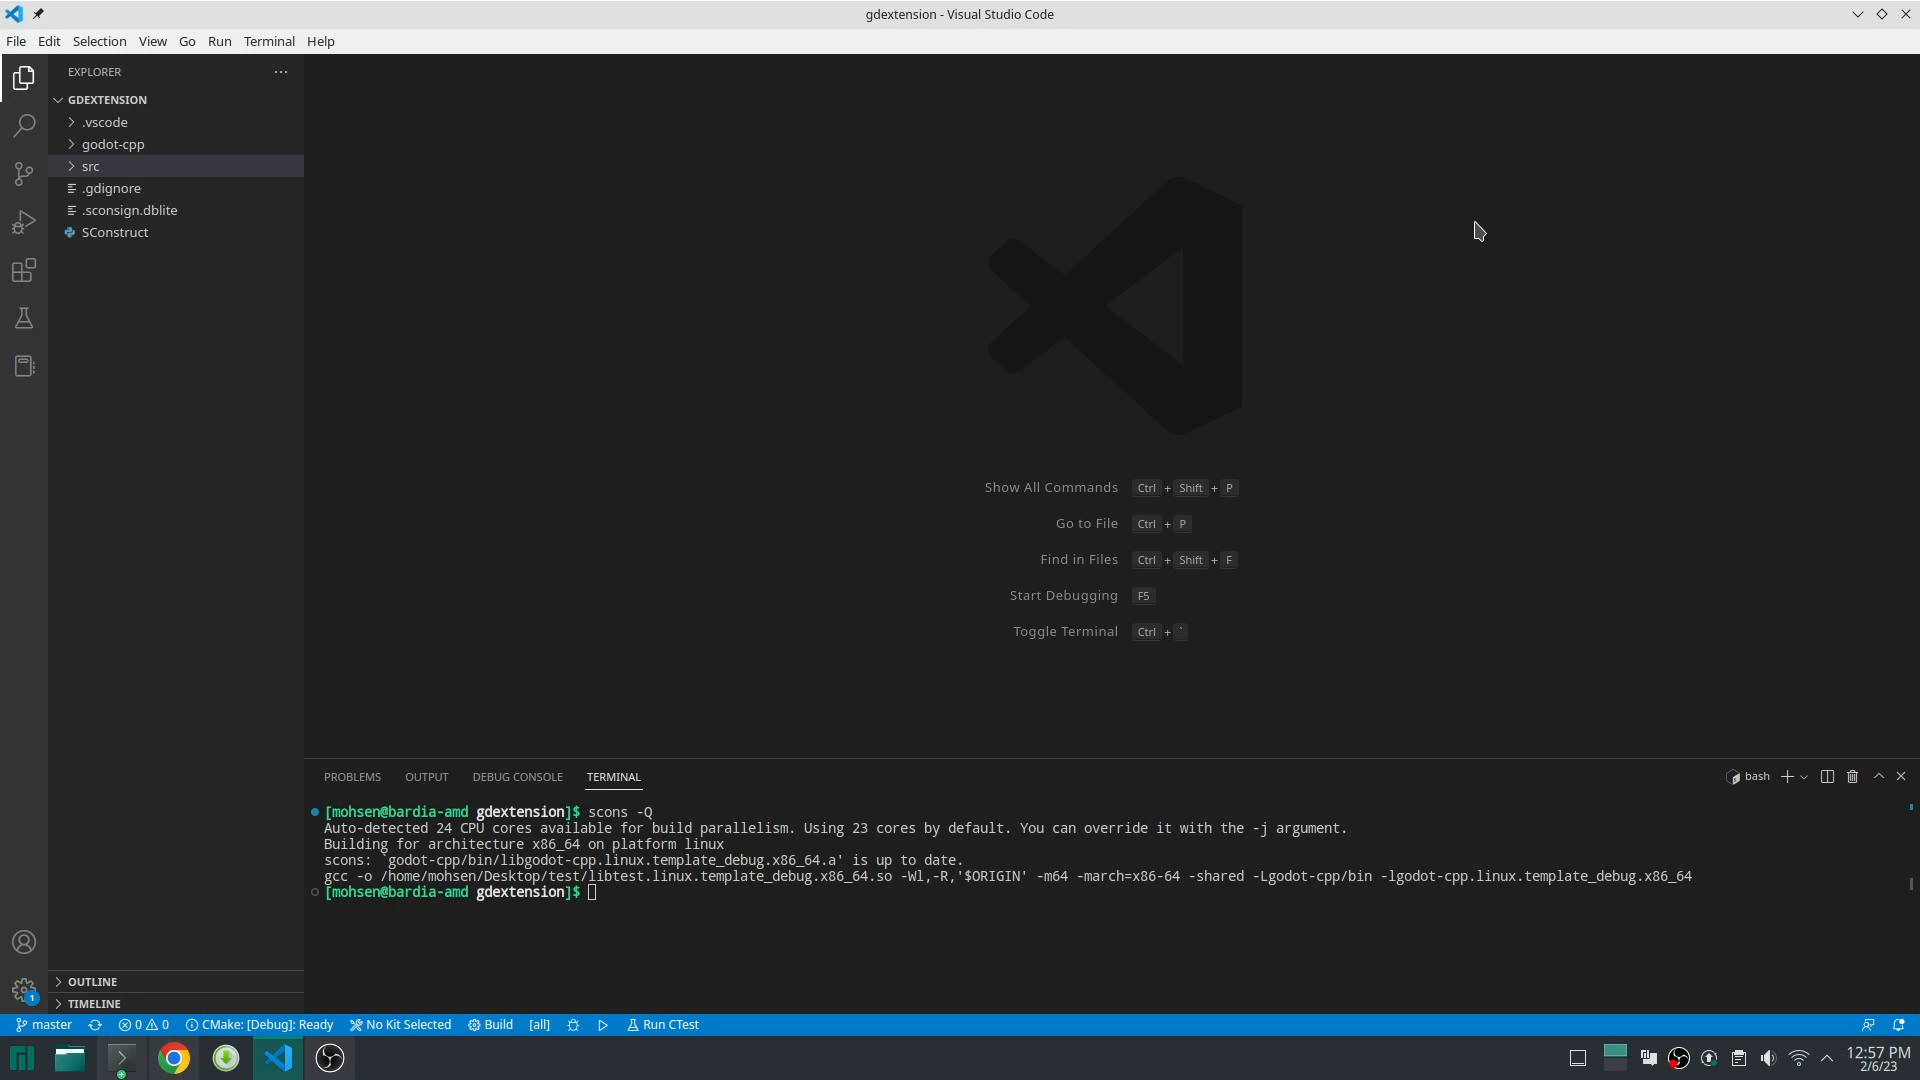 gdextension - Visual Studio Code
File Edit Selection View Go Run Terminal Help
EXPLORER
GDEXTENSION
.vscode
godot-cpp
src
.gdignore
.sconsign.dblite
SConstruct
Show All Commands Ctrl + Shift + P
Go to File Ctrl + P
Find in Files Ctrl + Shift + F
Start Debugging F5
Toggle Terminal Ctrl + `
PROBLEMS OUTPUT DEBUG CONSOLE TERMINAL
bash
[mohsen@bardia-amd gdextension]$ scons -Q
Auto-detected 24 CPU cores available for build parallelism. Using 23 cores by default. You can override it with the -j argument.
Building for architecture x86_64 on platform linux
scons: `godot-cpp/bin/libgodot-cpp.linux.template_debug.x86_64.a' is up to date.
gcc -o /home/mohsen/Desktop/test/libtest.linux.template_debug.x86_64.so -Wl,-R,'$ORIGIN' -m64 -march=x86-64 -shared -Lgodot-cpp/bin -lgodot-cpp.linux.template_debug.x86_64
[mohsen@bardia-amd gdextension]$
OUTLINE
1
TIMELINE
master 0 0 CMake: [Debug]: Ready No Kit Selected Build [all] Run CTest
12:57 PM
2/6/23